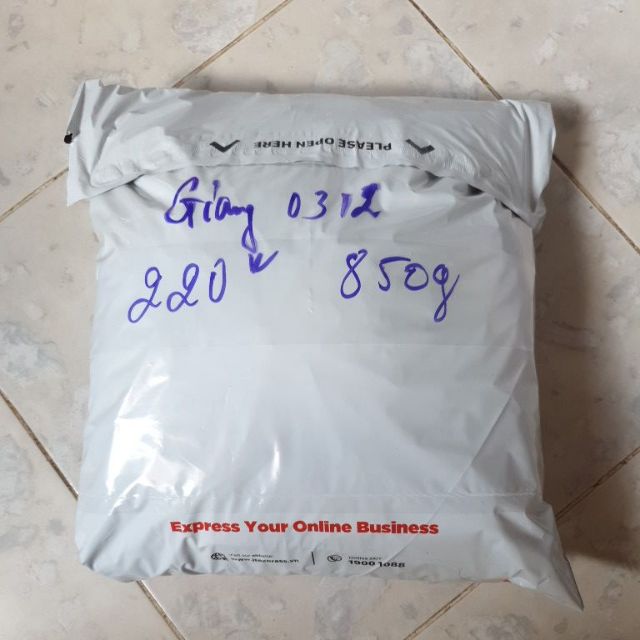 PLEASE OPEN HERE
Giang 0312
220 850g
Express Your Online Business
1900 1088